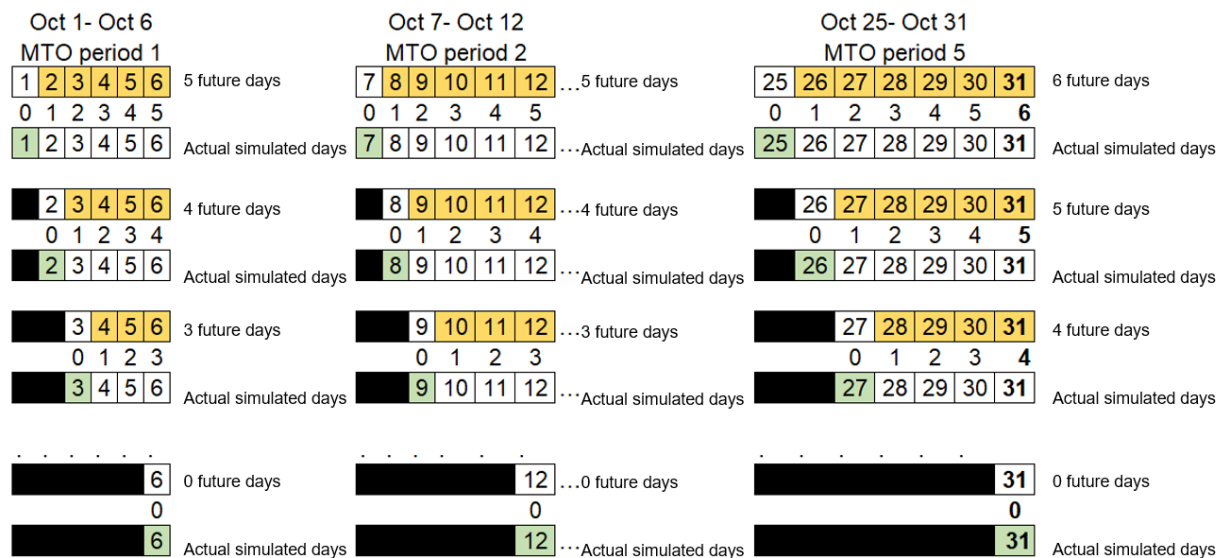 Oct 1- Oct 6 Oct 7- Oct 12 Oct 25- Oct 31
MTO period 1 MTO period 2 MTO period 5
1 2 3 4 5 6 5 future days 7 8 9 10 11 12 ...5 future days 25 26 27 28 29 30 31 6 future days
0 1 2 3 4 5 0 1 2 3 4 5 0 1 2 3 4 5 6
1 2 3 4 5 6 Actual simulated days 7 8 9 10 11 12 ...Actual simulated days 25 26 27 28 29 30 31 Actual simulated days
2 3 4 5 6 4 future days 8 9 10 11 12 ...4 future days 26 27 28 29 30 31 5 future days
0 1 2 3 4 0 1 2 3 4 0 1 2 3 4 5
2 3 4 5 6 Actual simulated days 8 9 10 11 12 ...Actual simulated days 26 27 28 29 30 31 Actual simulated days
3 4 5 6 3 future days 9 10 11 12 ...3 future days 27 28 29 30 31 4 future days
0 1 2 3 0 1 2 3 0 1 2 3 4
3 4 5 6 Actual simulated days 9 10 11 12 ...Actual simulated days 27 28 29 30 31 Actual simulated days
. . . . . . . . . . . . . . . . .
6 0 future days 12 ...0 future days 31 0 future days
0 0 0
6 Actual simulated days 12 ...Actual simulated days 31 Actual simulated days